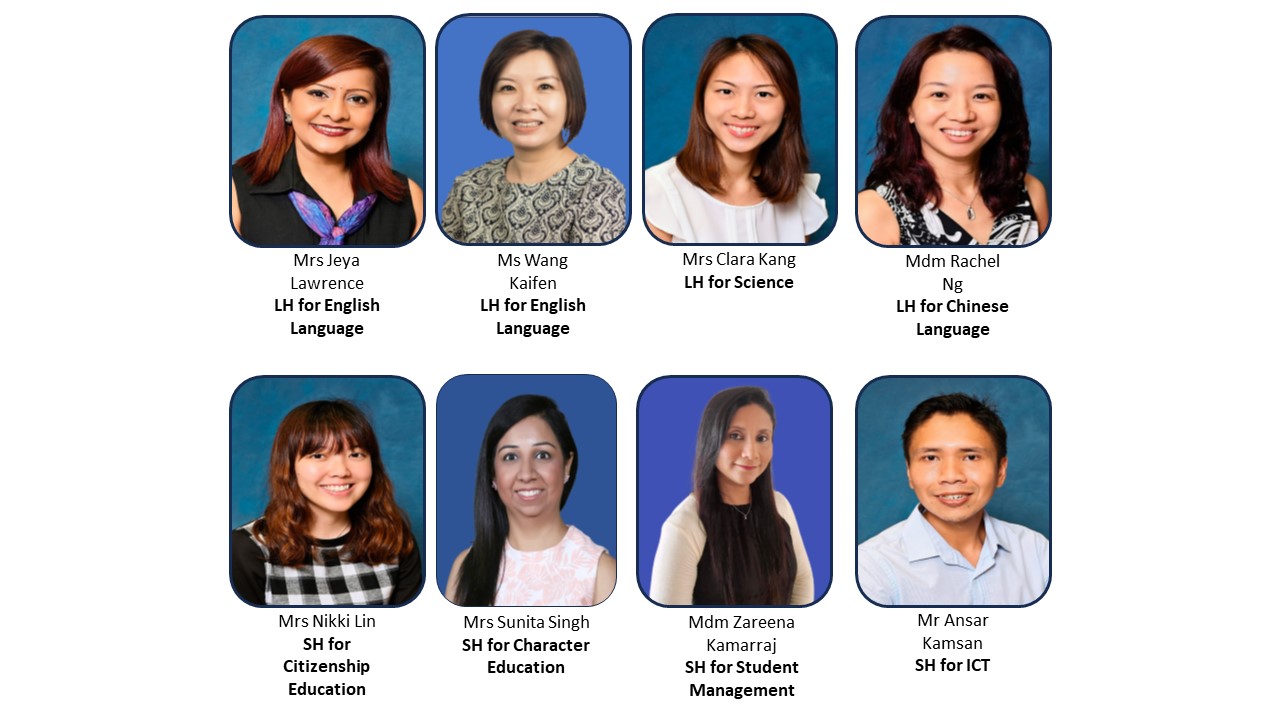 Mrs Jeya
Lawrence
LH for English
Language
Ms Wang
Kaifen
LH for English
Language
Mrs Clara Kang
LH for Science
Mdm Rachel
Ng
LH for Chinese
Language
Mrs Nikki Lin
SH for
Citizenship
Education
Mrs Sunita Singh
SH for Character
Education
Mdm Zareena
Kamarraj
SH for Student
Management
Mr Ansar
Kamsan
SH for ICT